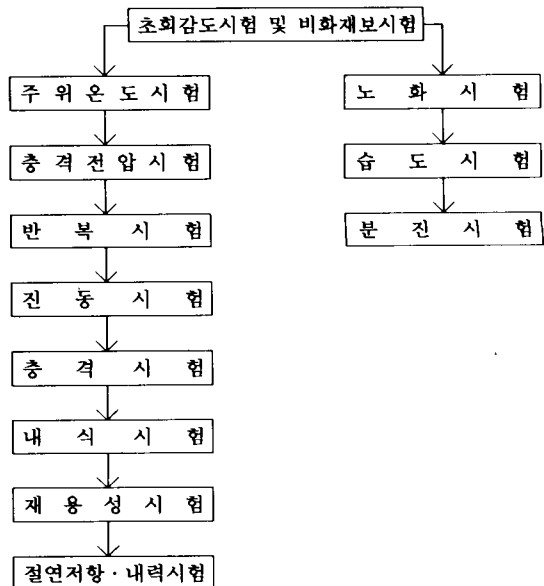 초회감도시험 및 비화재보시험
주위온도시험
충격전압시험
반복시험
진동시험
충격시험
내식시험
재용성시험
절연저항·내력시험
노화시험
습도시험
분진시험